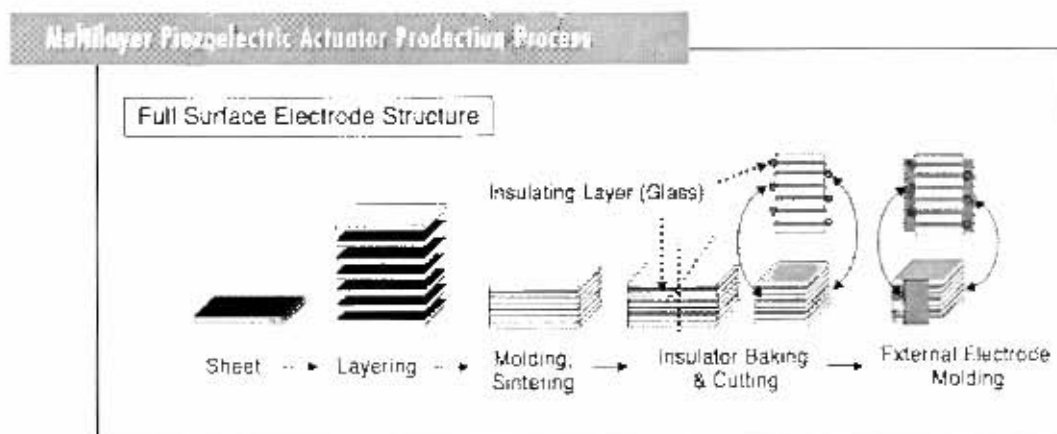 Multilayer Piezoelectric Actuator Production Process
Full Surface Electrode Structure
Insulating Layer (Glass)
Sheet
Layering
Molding,
Sintering
Insulator Baking
& Cutting
External Electrode
Molding